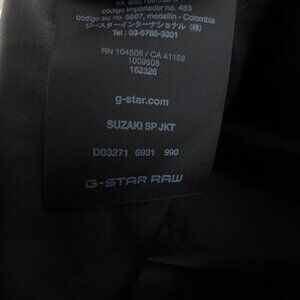 código importador no. 483
código sic no. 5887, medellin - Colombia
ジースターインターナショナル (株)
Tel : 03-5765-3301
RN 104506 / CA 41189
1009508
162326
g-star.com
SUZAKI SP JKT
D03271 6931 990
G-STAR RAW